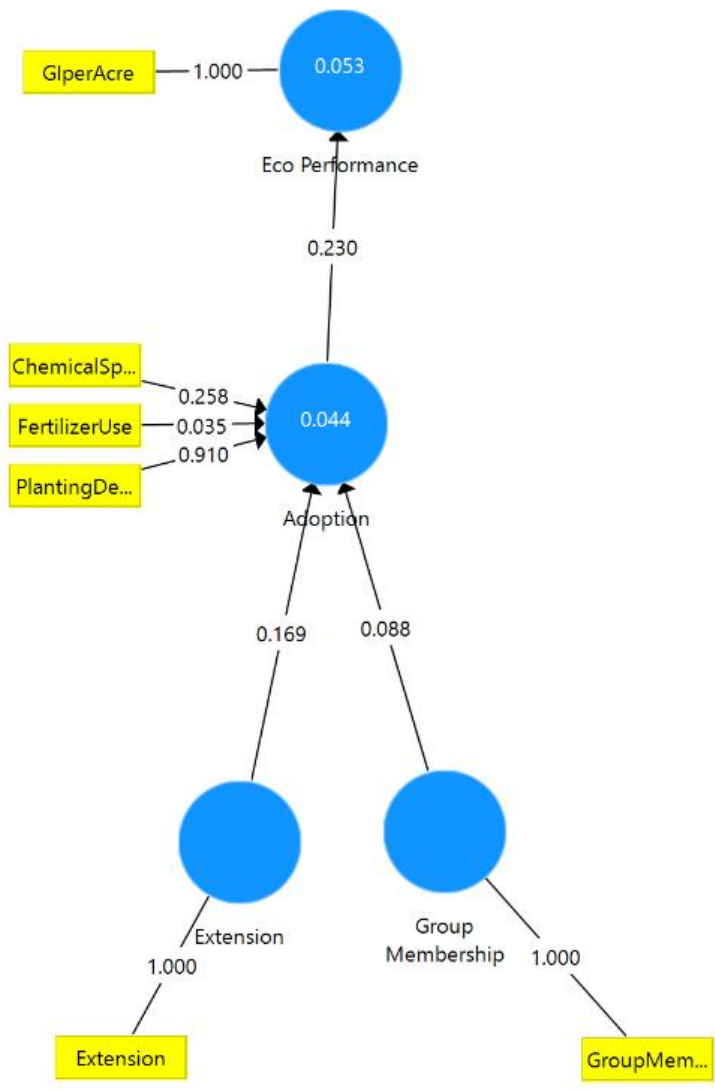 GIperAcre
1.000
0.053
Eco Performance
0.230
ChemicalSp...
0.258
FertilizerUse
0.035
PlantingDe...
0.910
0.044
Adoption
0.169
0.088
Extension
Group
Membership
1.000
1.000
Extension
GroupMem...